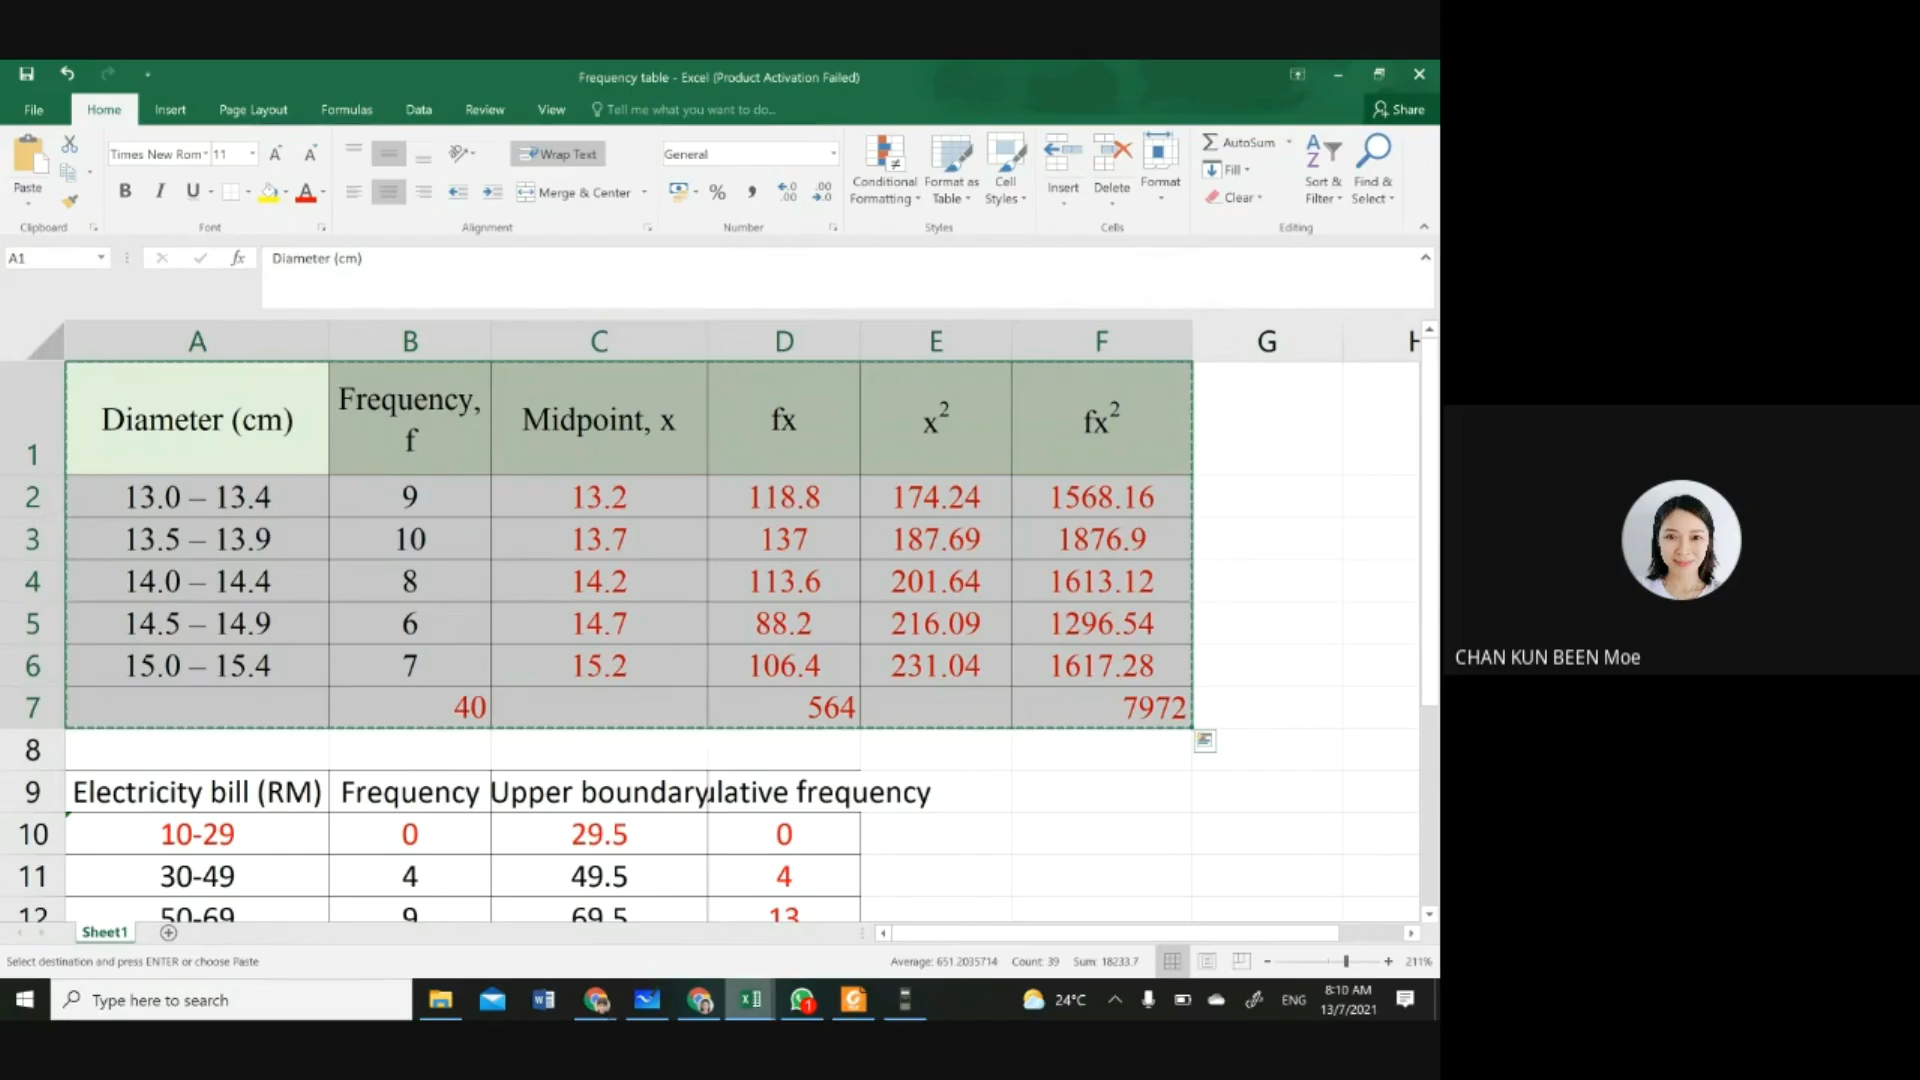 Frequency table - Excel (Product Activation Failed)
File Home Insert Page Layout Formulas Data Review View Tell me what you want to do... Share
Times New Rom 11 Wrap Text General AutoSum
Paste B I U Merge & Center % Conditional Formatting Format as Table Cell Styles Insert Delete Format Fill Clear Sort & Filter Find & Select
Clipboard Font Alignment Number Styles Cells Editing
A1 fx Diameter (cm)
A B C D E F G H
1 Diameter (cm) Frequency, f Midpoint, x fx x² fx²
2 13.0 – 13.4 9 13.2 118.8 174.24 1568.16
3 13.5 – 13.9 10 13.7 137 187.69 1876.9
4 14.0 – 14.4 8 14.2 113.6 201.64 1613.12
5 14.5 – 14.9 6 14.7 88.2 216.09 1296.54
6 15.0 – 15.4 7 15.2 106.4 231.04 1617.28
7 40 564 7972
8
9 Electricity bill (RM) Frequency Upper boundary ulative frequency
10 10-29 0 29.5 0
11 30-49 4 49.5 4
12 50-69 9 69.5 13
Sheet1
Select destination and press ENTER or choose Paste Average: 651.2035714 Count: 39 Sum: 18233.7 211%
Type here to search 1 24°C ENG 8:10 AM
13/7/2021
CHAN KUN BEEN Moe